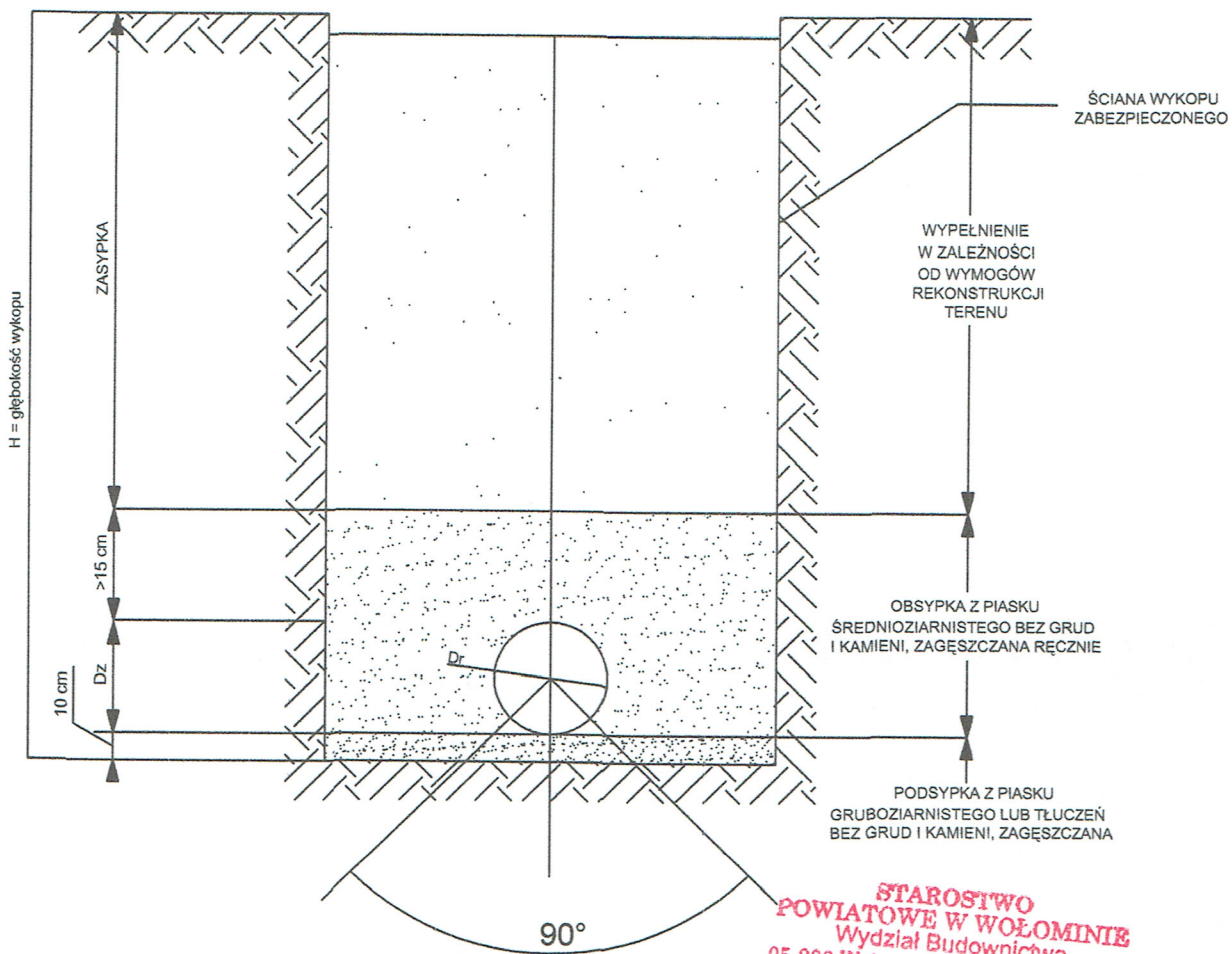 ŚCIANA WYKOPU
ZABEZPIECZONEGO
ZASYPKA
WYPEŁNIENIE
W ZALEŻNOŚCI
OD WYMOGÓW
REKONSTRUKCJI
TERENU
H = głębokość wykopu
>15 cm
OBSYPKA Z PIASKU
ŚREDNIOZIARNISTEGO BEZ GRUD
I KAMIENI, ZAGĘSZCZANA RĘCZNIE
Dr
Dz
10 cm
PODSYPKA Z PIASKU
GRUBOZIARNISTEGO LUB TŁUCZEŃ
BEZ GRUD I KAMIENI, ZAGĘSZCZANA
90°
STAROSTWO
POWIATOWE W WOŁOMINIE
Wydział Budownictwa